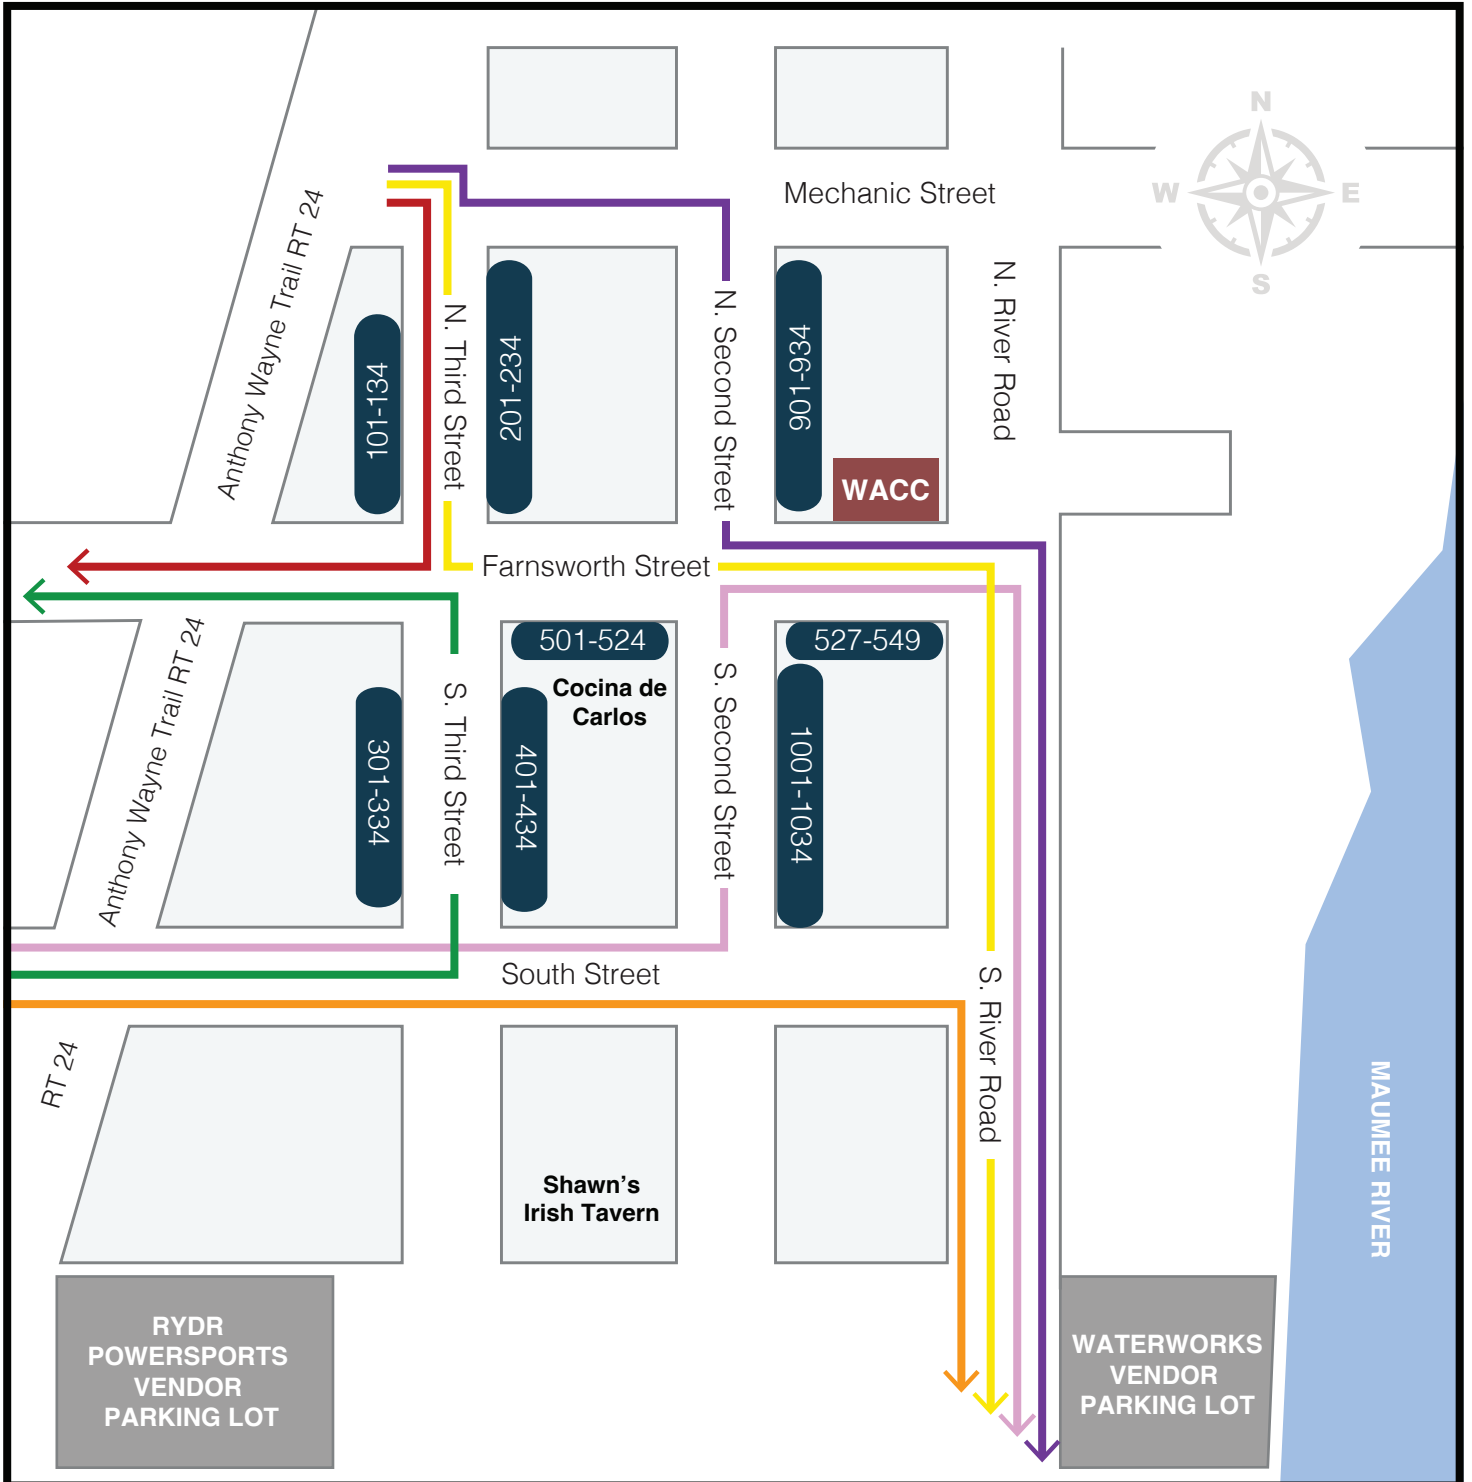 N
W
E
S
Mechanic Street
Anthony Wayne Trail RT 24
N. Third Street
N. Second Street
N. River Road
101-134
201-234
901-934
WACC
Farnsworth Street
501-524
527-549
Cocina de
Carlos
Anthony Wayne Trail RT 24
301-334
S. Third Street
401-434
S. Second Street
1001-1034
South Street
S. River Road
RT 24
MAUMEE RIVER
Shawn's
Irish Tavern
RYDR
POWERSPORTS
VENDOR
PARKING LOT
WATERWORKS
VENDOR
PARKING LOT